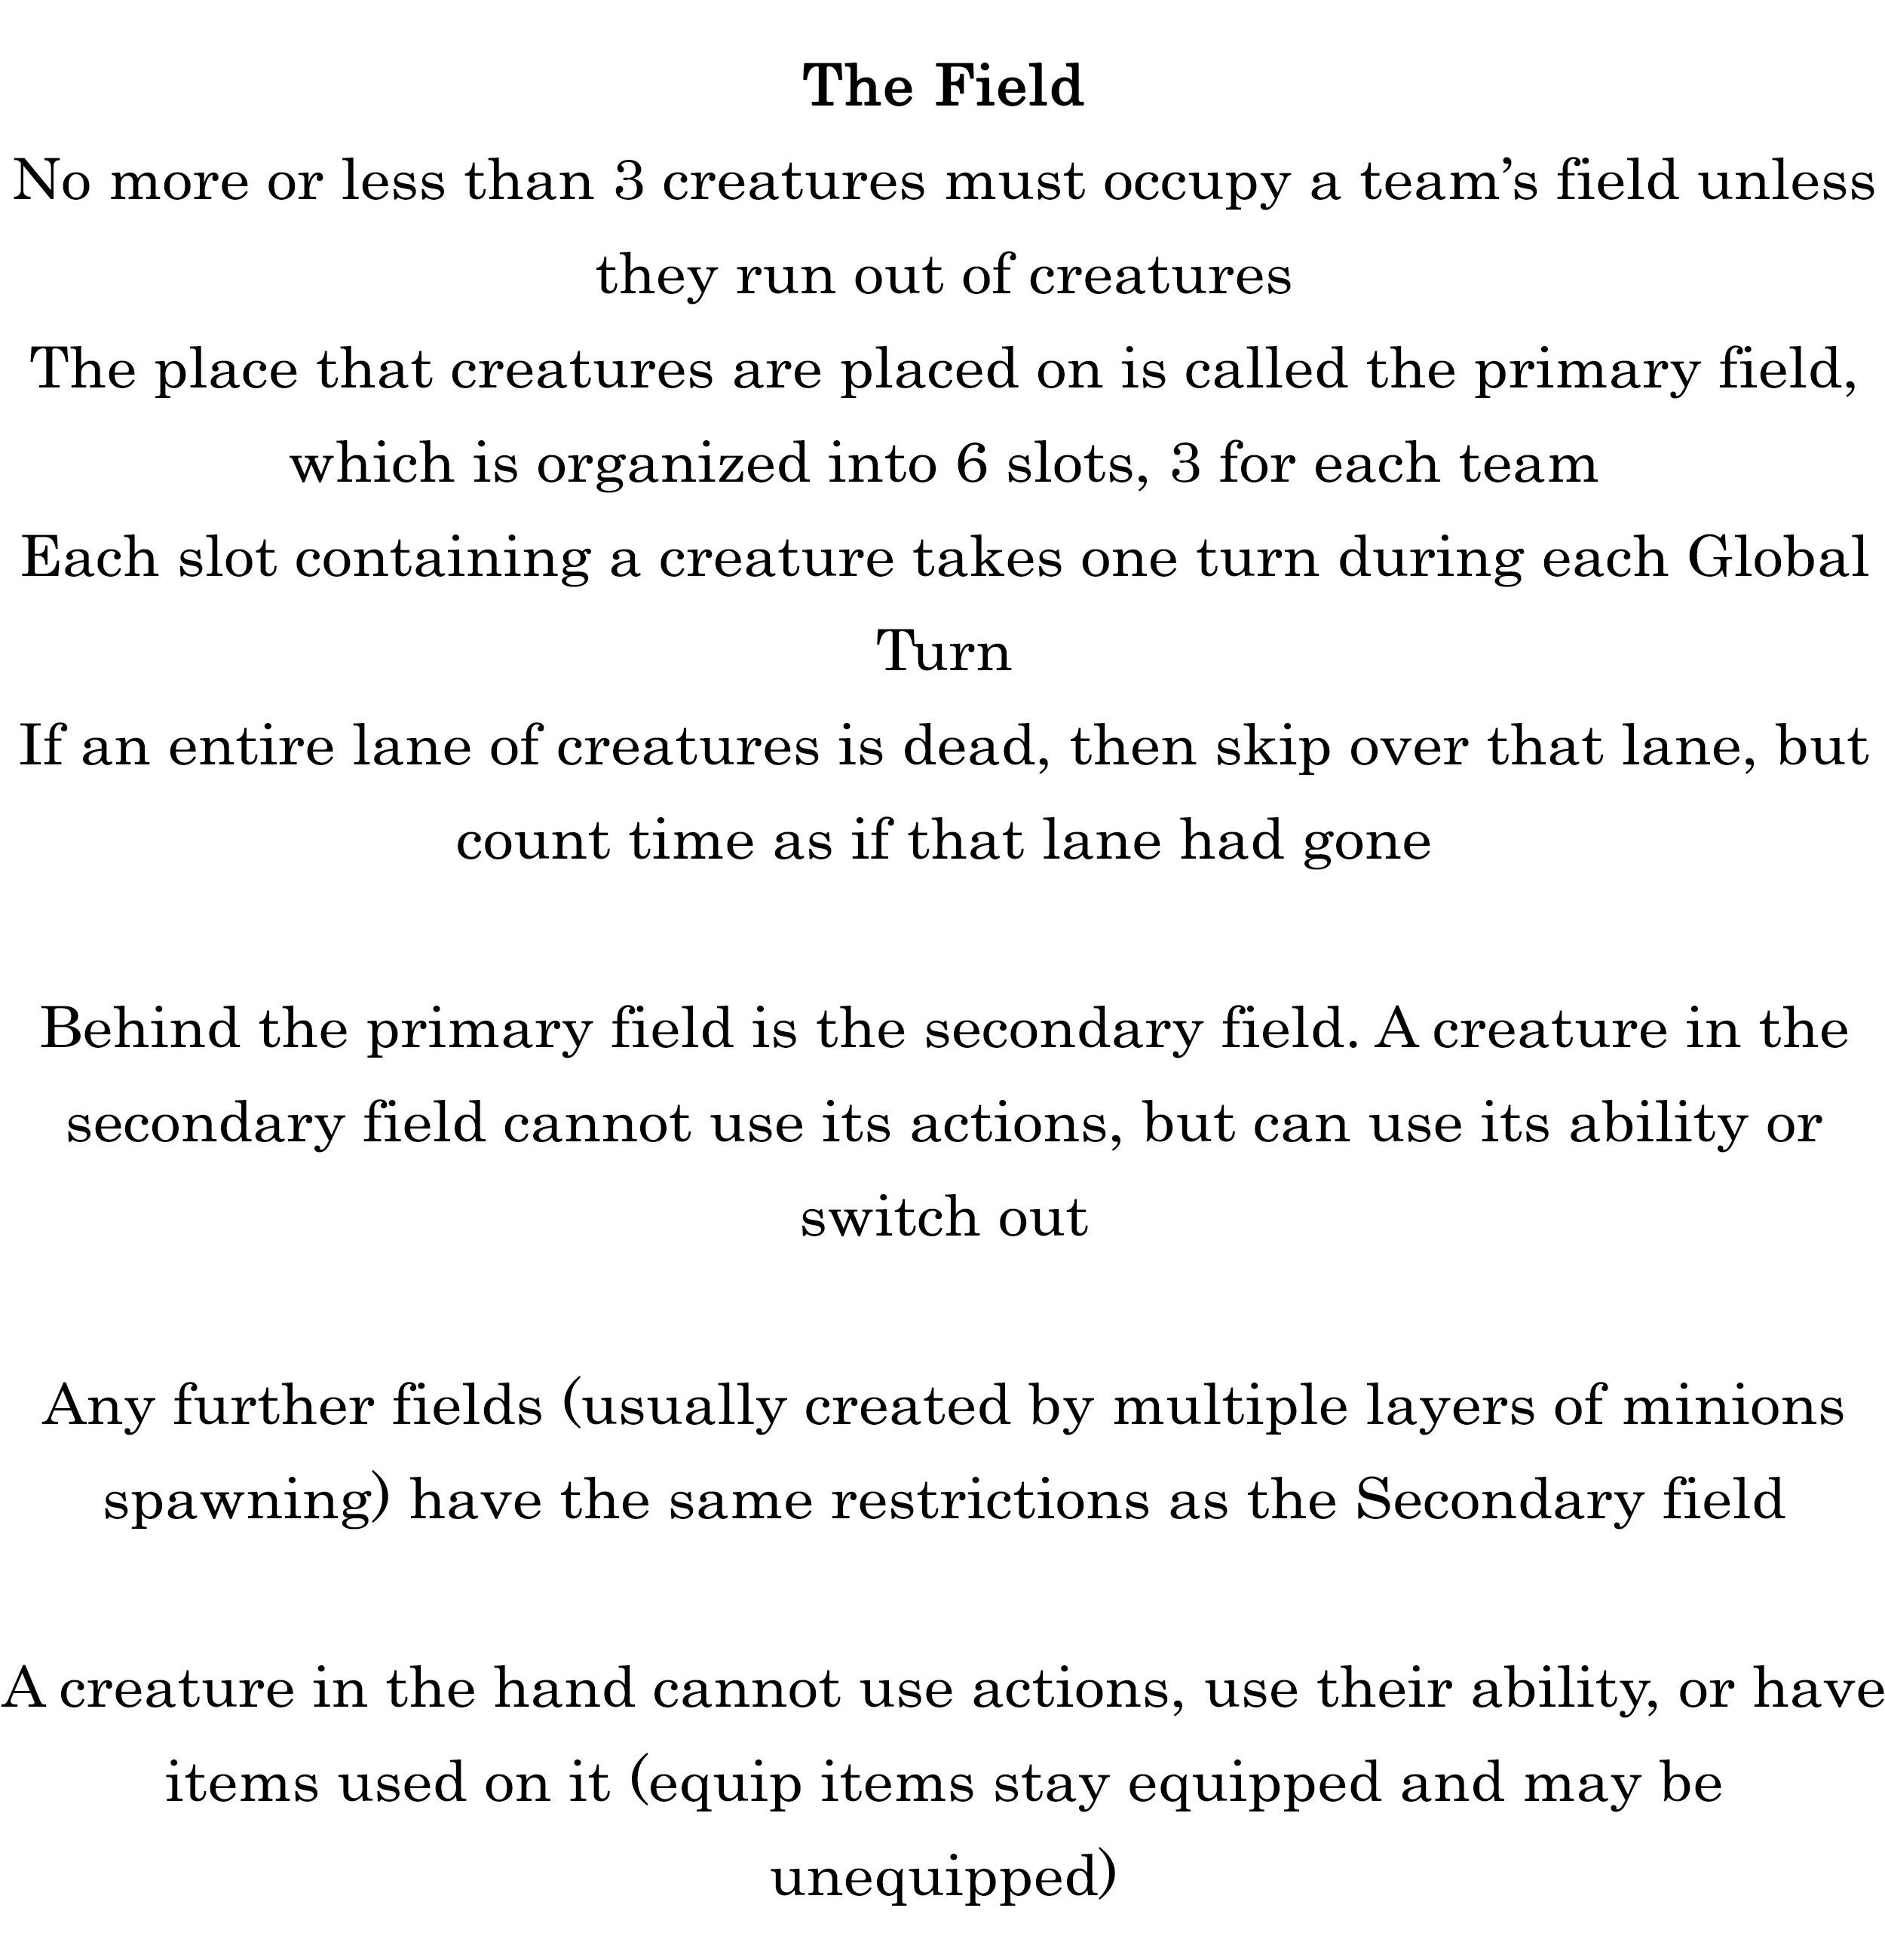 The Field
No more or less than 3 creatures must occupy a team’s field unless
they run out of creatures
The place that creatures are placed on is called the primary field,
which is organized into 6 slots, 3 for each team
Each slot containing a creature takes one turn during each Global
Turn
If an entire lane of creatures is dead, then skip over that lane, but
count time as if that lane had gone
Behind the primary field is the secondary field. A creature in the
secondary field cannot use its actions, but can use its ability or
switch out
Any further fields (usually created by multiple layers of minions
spawning) have the same restrictions as the Secondary field
A creature in the hand cannot use actions, use their ability, or have
items used on it (equip items stay equipped and may be
unequipped)